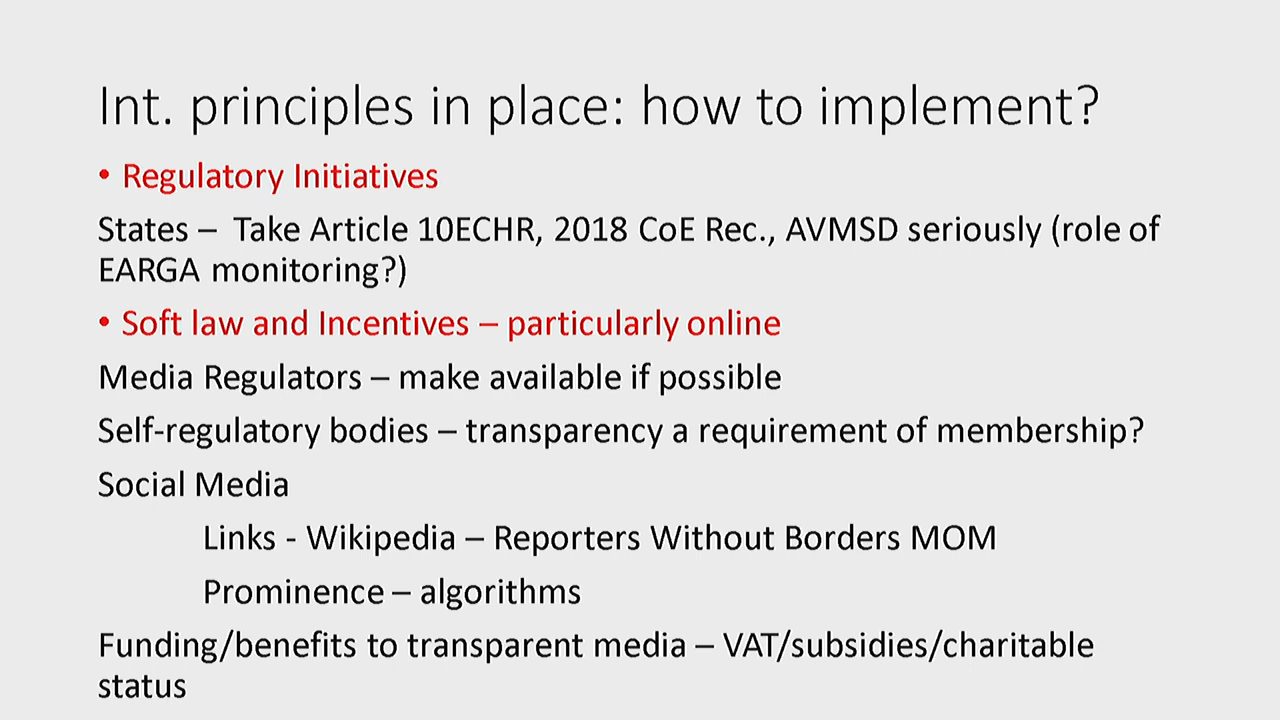 Int. principles in place: how to implement?
• Regulatory Initiatives
States – Take Article 10ECHR, 2018 CoE Rec., AVMSD seriously (role of
EARGA monitoring?)
• Soft law and Incentives – particularly online
Media Regulators – make available if possible
Self-regulatory bodies – transparency a requirement of membership?
Social Media
Links - Wikipedia – Reporters Without Borders MOM
Prominence – algorithms
Funding/benefits to transparent media – VAT/subsidies/charitable
status